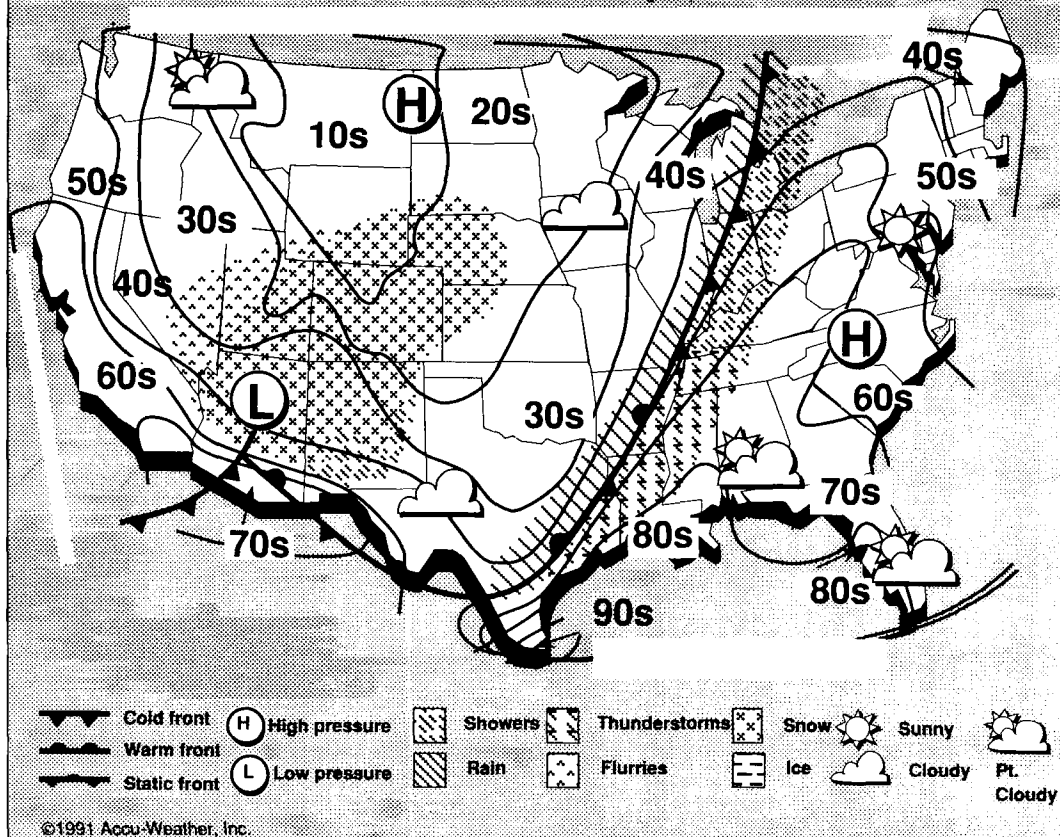 40s
H
20s
10s
40s
50s
50s
30s
40s
H
60s
L
60s
30s
70s
80s
70s
80s
90s
Cold front H High pressure Showers Thunderstorms Snow Sunny
Warm front L Low pressure Rain Flurries Ice Cloudy Pt. Cloudy
Static front
©1991 Accu-Weather, Inc.